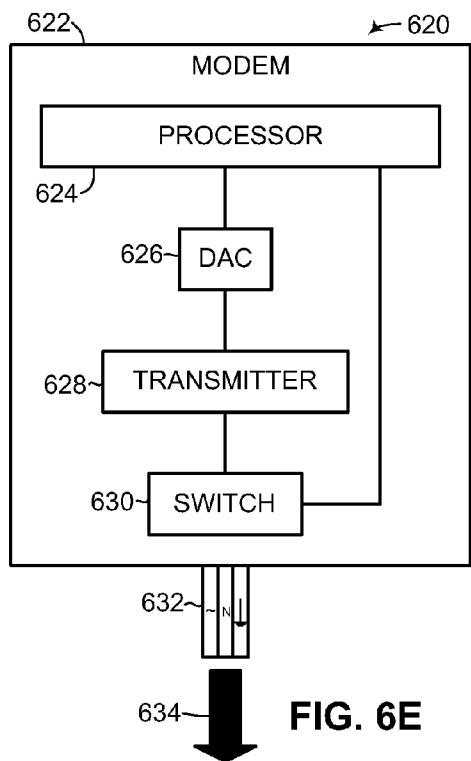 622
620
MODEM
PROCESSOR
624
626
DAC
628
TRANSMITTER
630
SWITCH
632
~ N
634
FIG. 6E